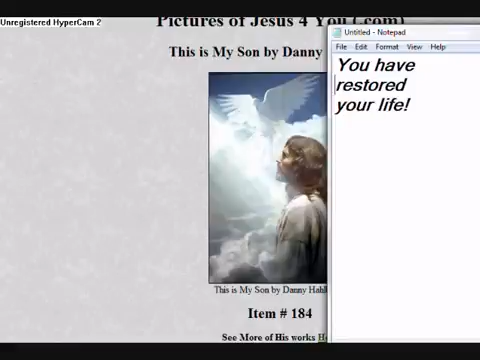 Unregistered HyperCam 2
Pictures of Jesus 4 You (.com)
This is My Son by Danny
Untitled - Notepad
File Edit Format View Help
You have
restored
your life!
This is My Son by Danny
Item # 184
See More of His works